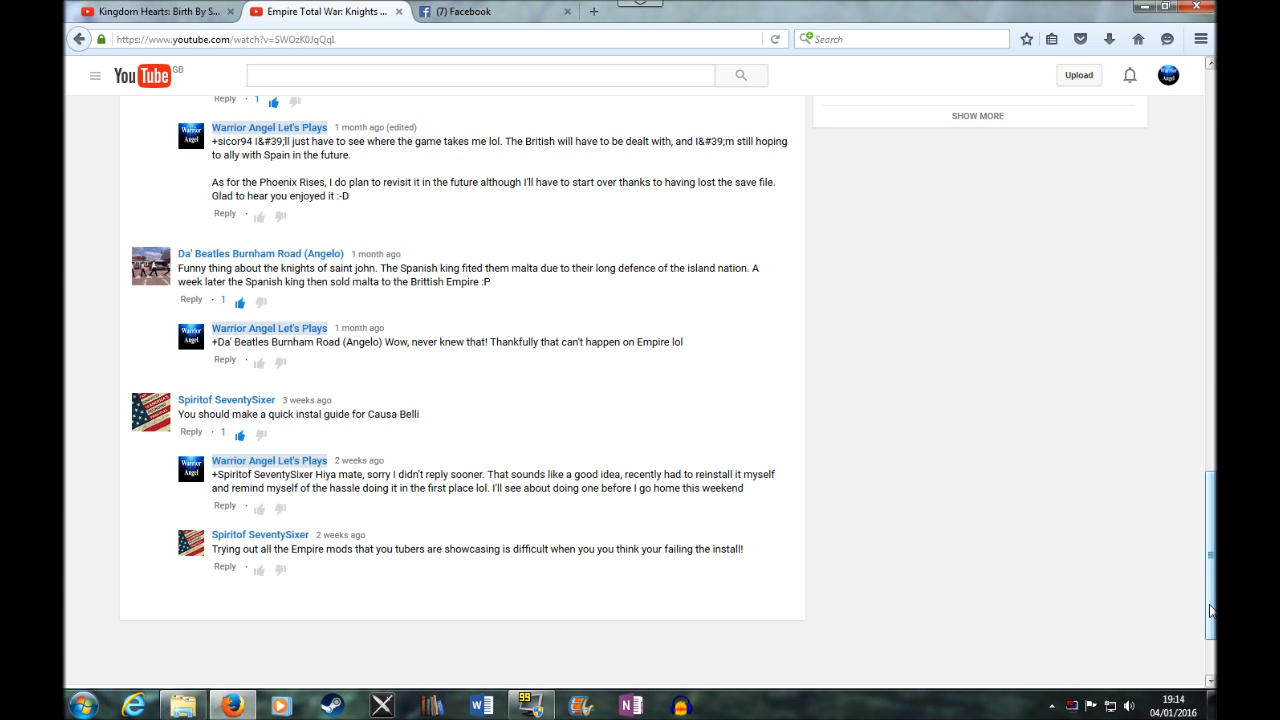 Kingdom Hearts: Birth By S...
Empire Total War: Knights ...
(7) Facebook
https://www.youtube.com/watch?v=SWOzK0JqQqI
Search
YouTube GB
Upload
Reply · 1
SHOW MORE
Warrior Angel Let's Plays 1 month ago (edited)
+sicor94 I&#39;ll just have to see where the game takes me lol. The British will have to be dealt with, and I&#39;m still hoping
to ally with Spain in the future.
As for the Phoenix Rises, I do plan to revisit it in the future although I'll have to start over thanks to having lost the save file.
Glad to hear you enjoyed it :-D
Reply ·
Da' Beatles Burnham Road (Angelo) 1 month ago
Funny thing about the knights of saint john. The Spanish king fited them malta due to their long defence of the island nation. A
week later the Spanish king then sold malta to the Brittish Empire :P
Reply · 1
Warrior Angel Let's Plays 1 month ago
+Da' Beatles Burnham Road (Angelo) Wow, never knew that! Thankfully that can't happen on Empire lol
Reply ·
Spiritof SeventySixer 3 weeks ago
You should make a quick instal guide for Causa Belli
Reply · 1
Warrior Angel Let's Plays 2 weeks ago
+Spiritof SeventySixer Hiya mate, sorry I didn't reply sooner. That sounds like a good idea, recently had to reinstall it myself
and remind myself of the hassle doing it in the first place lol. I'll see about doing one before I go home this weekend
Reply ·
Spiritof SeventySixer 2 weeks ago
Trying out all the Empire mods that you tubers are showcasing is difficult when you you think your failing the install!
Reply ·
99
19:14
04/01/2016